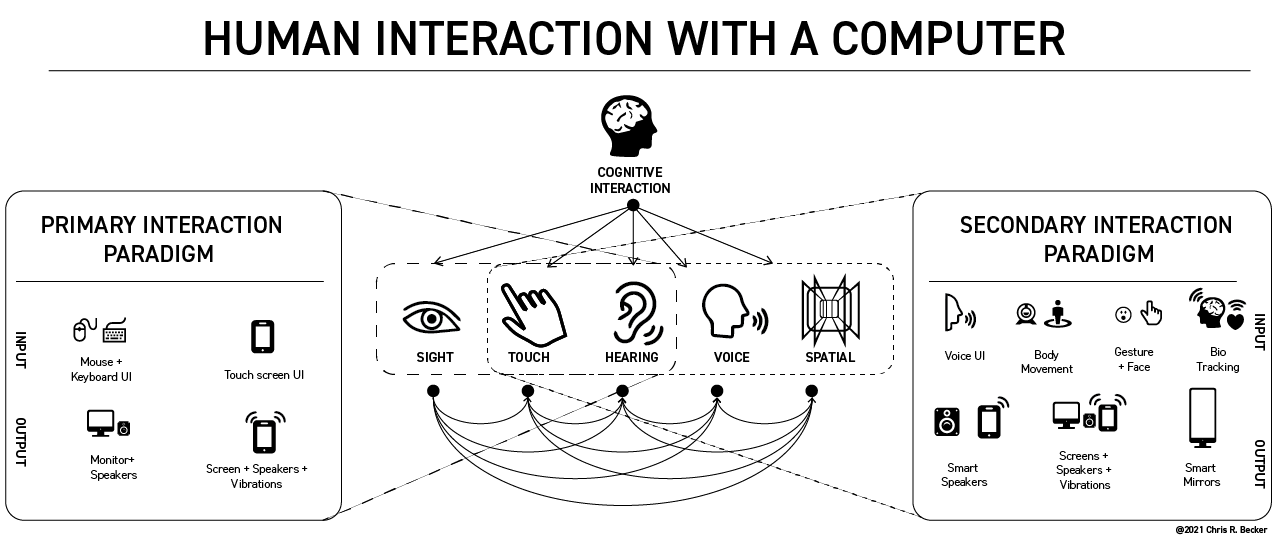 HUMAN INTERACTION WITH A COMPUTER
COGNITIVE
INTERACTION
PRIMARY INTERACTION
PARADIGM
INPUT
Mouse +
Keyboard UI
Touch screen UI
OUTPUT
Monitor+
Speakers
Screen + Speakers +
Vibrations
SIGHT
TOUCH
HEARING
VOICE
SPATIAL
SECONDARY INTERACTION
PARADIGM
INPUT
Voice UI
Body
Movement
Gesture
+ Face
Bio
Tracking
OUTPUT
Smart
Speakers
Screens +
Speakers +
Vibrations
Smart
Mirrors
@2021 Chris R. Becker